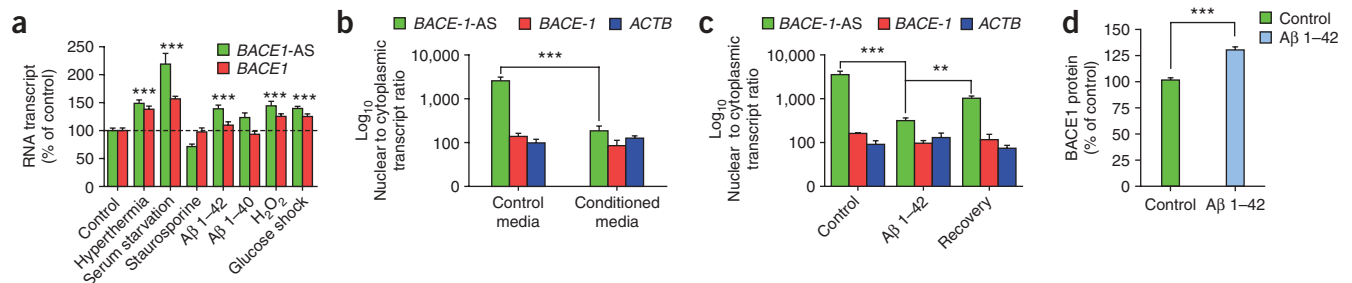 a
RNA transcript
(% of control)
250
200
150
100
50
0
BACE1-AS
BACE1
***
***
***
***
***
Control
Hyperthermia
Serum starvation
Staurosporine
Aβ 1–42
Aβ 1–40
H2O2
Glucose shock
b
BACE-1-AS
BACE-1
ACTB
Log10
Nuclear to cytoplasmic
transcript ratio
10,000
1,000
100
0
***
Control
media
Conditioned
media
c
BACE-1-AS
BACE-1
ACTB
Log10
Nuclear to cytoplasmic
transcript ratio
10,000
1,000
100
0
***
**
Control
Aβ 1–42
Recovery
d
BACE1 protein
(% of control)
150
125
100
75
50
25
0
***
Control
Aβ 1–42
Control
Aβ 1–42